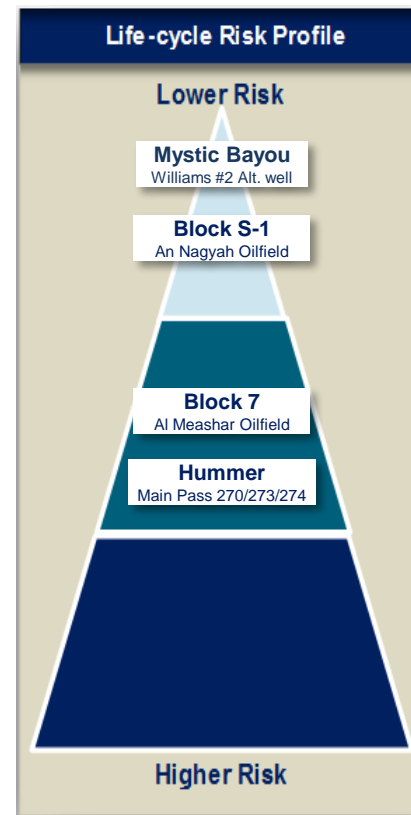 Life-cycle Risk Profile
Lower Risk
Mystic Bayou
Williams #2 Alt. well
Block S-1
An Nagyah Oilfield
Block 7
Al Meashar Oilfield
Hummer
Main Pass 270/273/274
Higher Risk